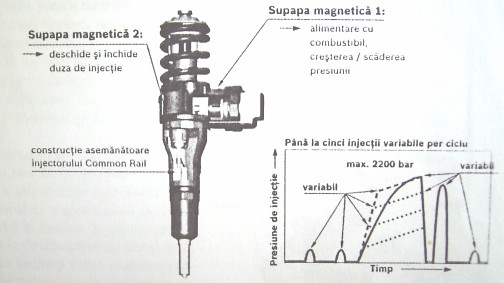 Supapa magnetică 2:
deschide şi închide
duza de injecţie
Supapa magnetică 1:
alimentare cu
combustibil,
creşterea / scăderea
presiunii
construcţie asemănătoare
injectorului Common Rail
Până la cinci injecţii variabile per ciclu
max. 2200 bar
variabil
variabil
Presiune de injecţie
Timp